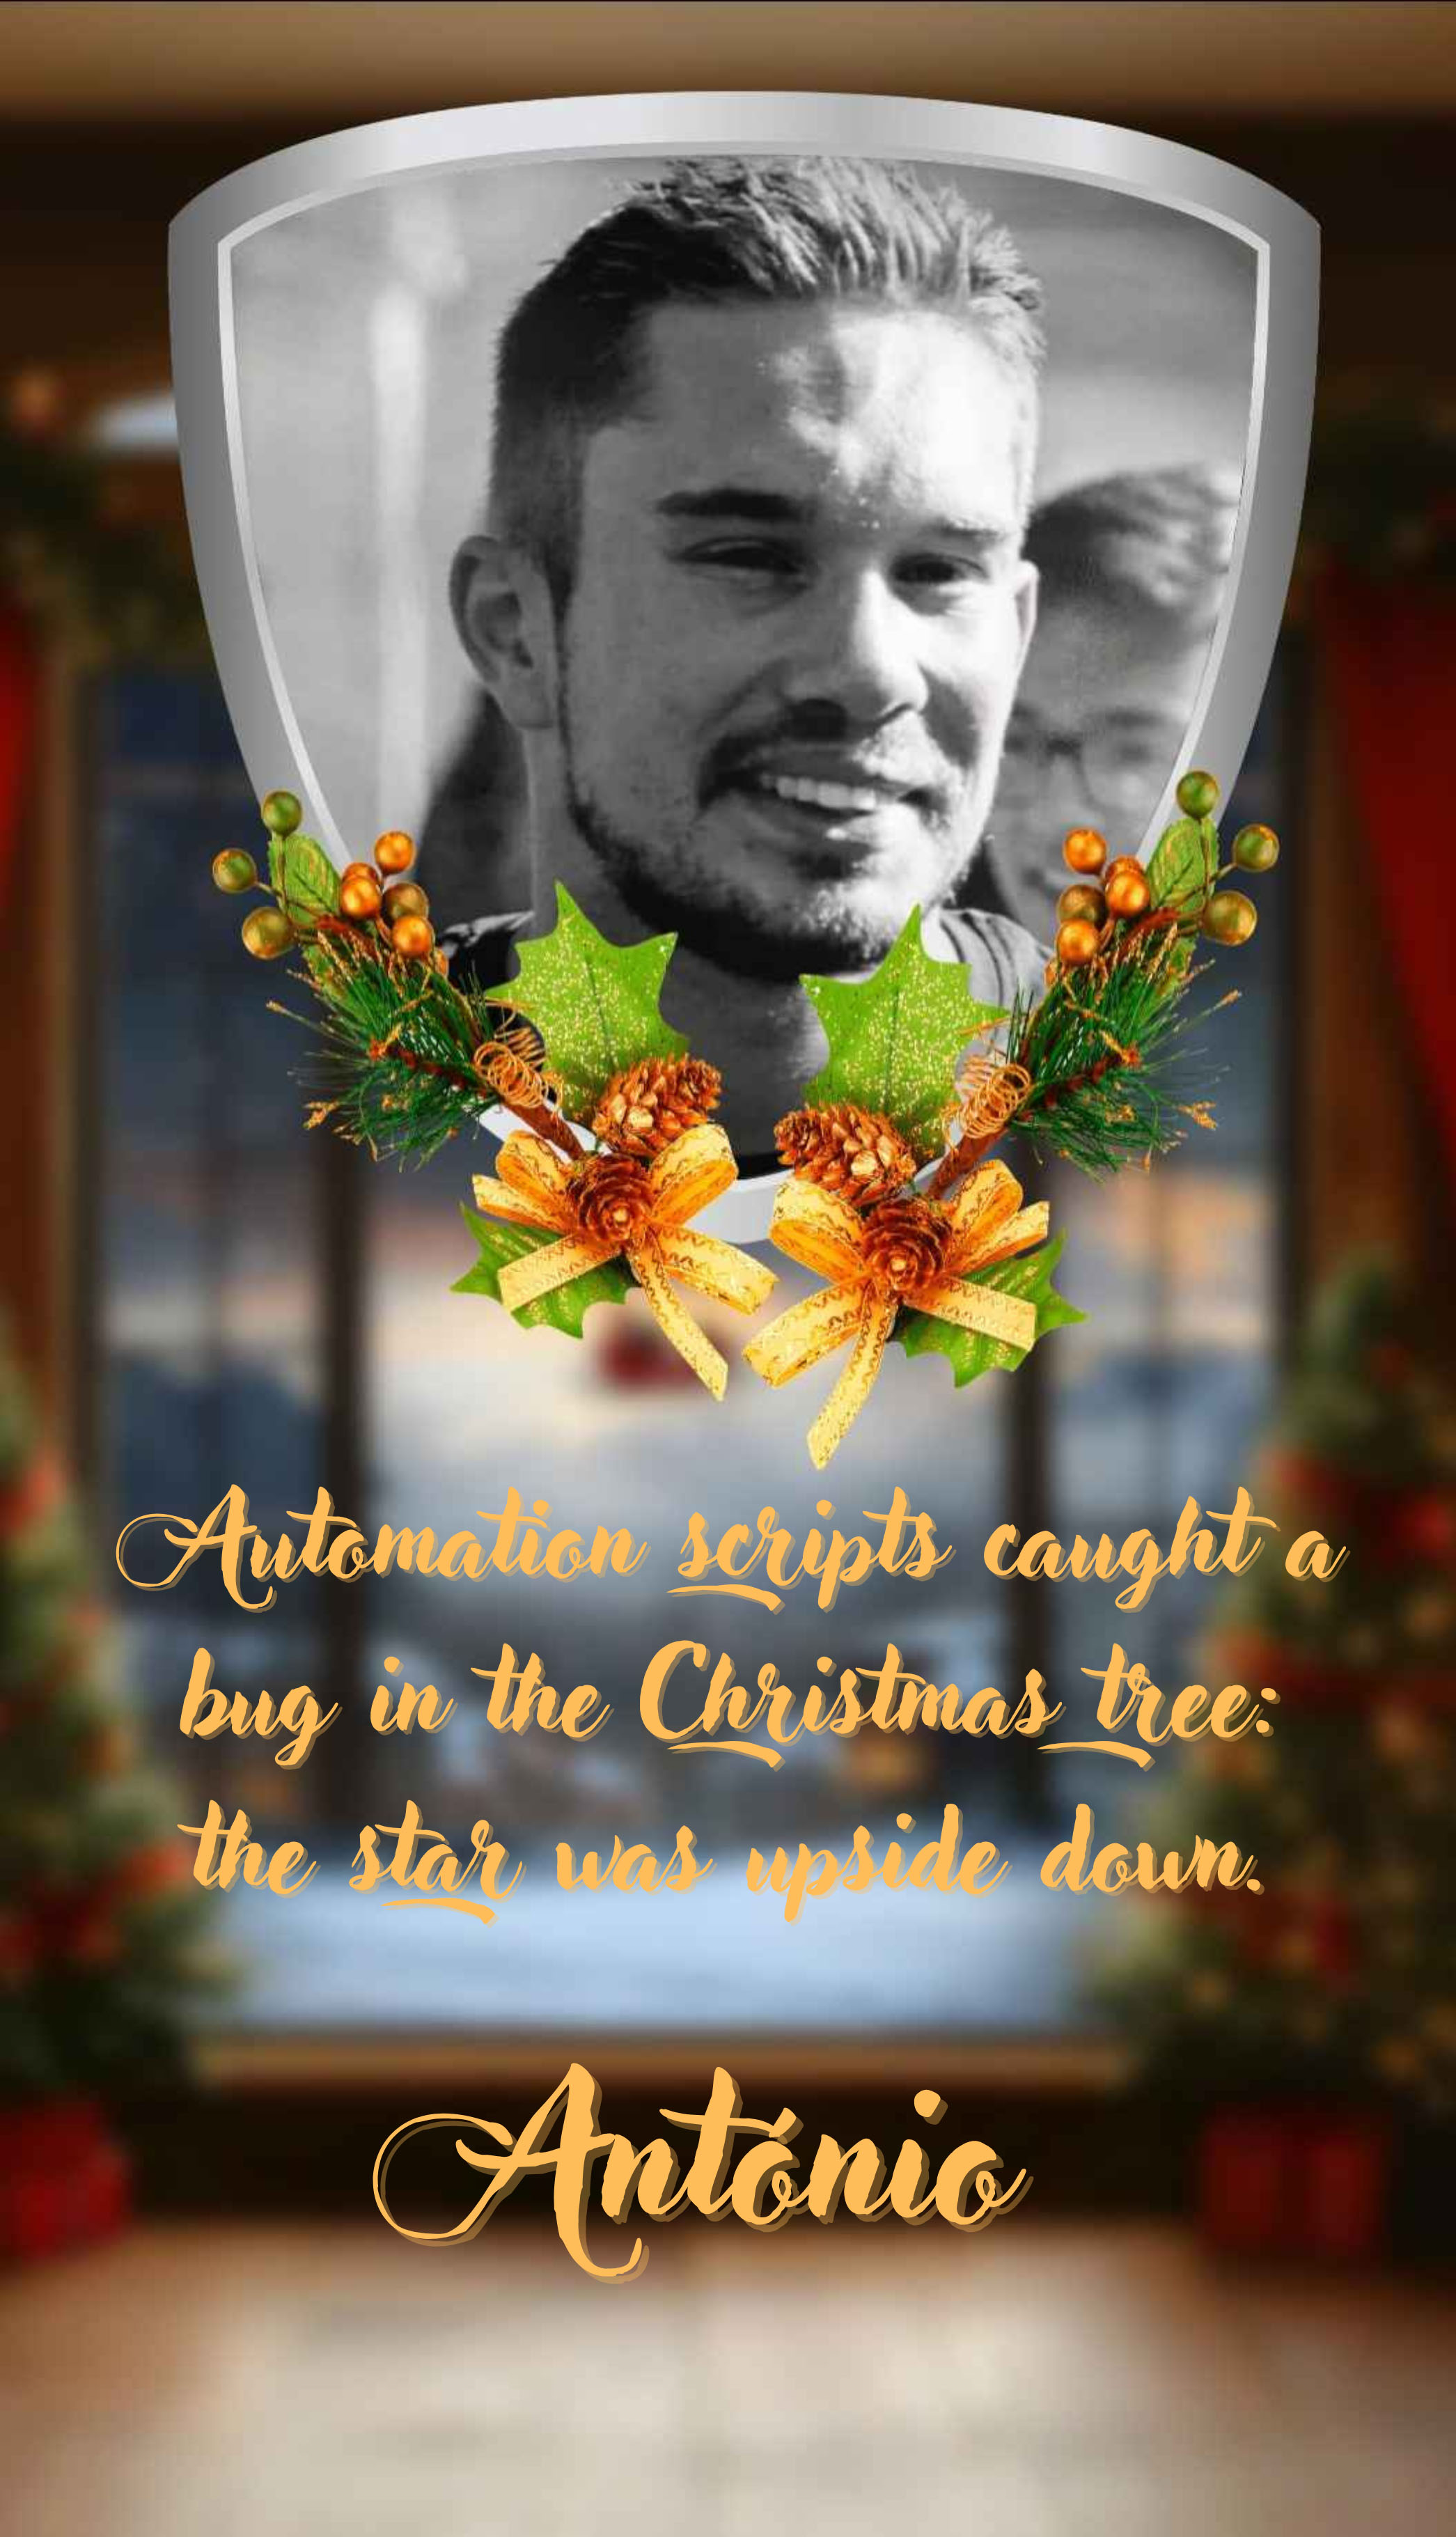 Automation scripts caught a
bug in the Christmas tree:
the star was upside down.
António